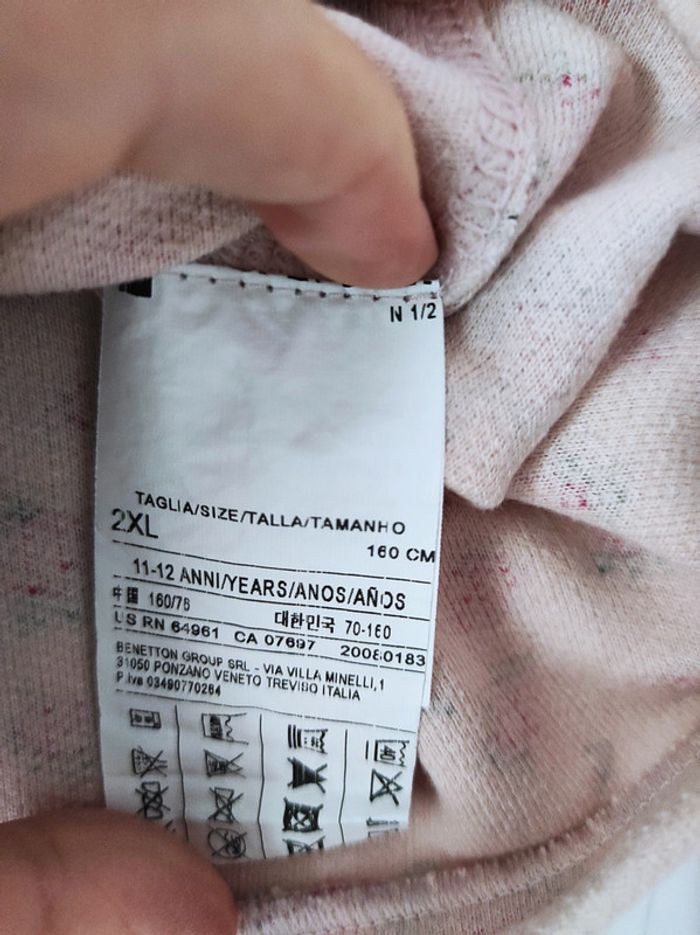 N 1/2
TAGLIA/SIZE/TALLA/TAMANHO
2XL
160 CM
11-12 ANNI/YEARS/ANOS/AÑOS
中国 160/76 대한민국 70-160
US RN 64961 CA 07697 20080183
BENETTON GROUP SRL - VIA VILLA MINELLI,1
31050 PONZANO VENETO TREVISO ITALIA
P.Iva 03490770264
40